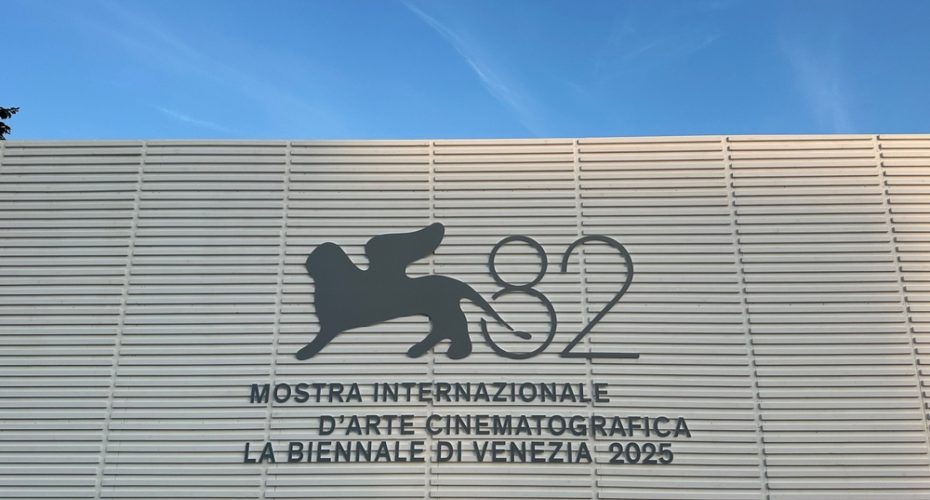 82
MOSTRA INTERNAZIONALE
D'ARTE CINEMATOGRAFICA
LA BIENNALE DI VENEZIA 2025